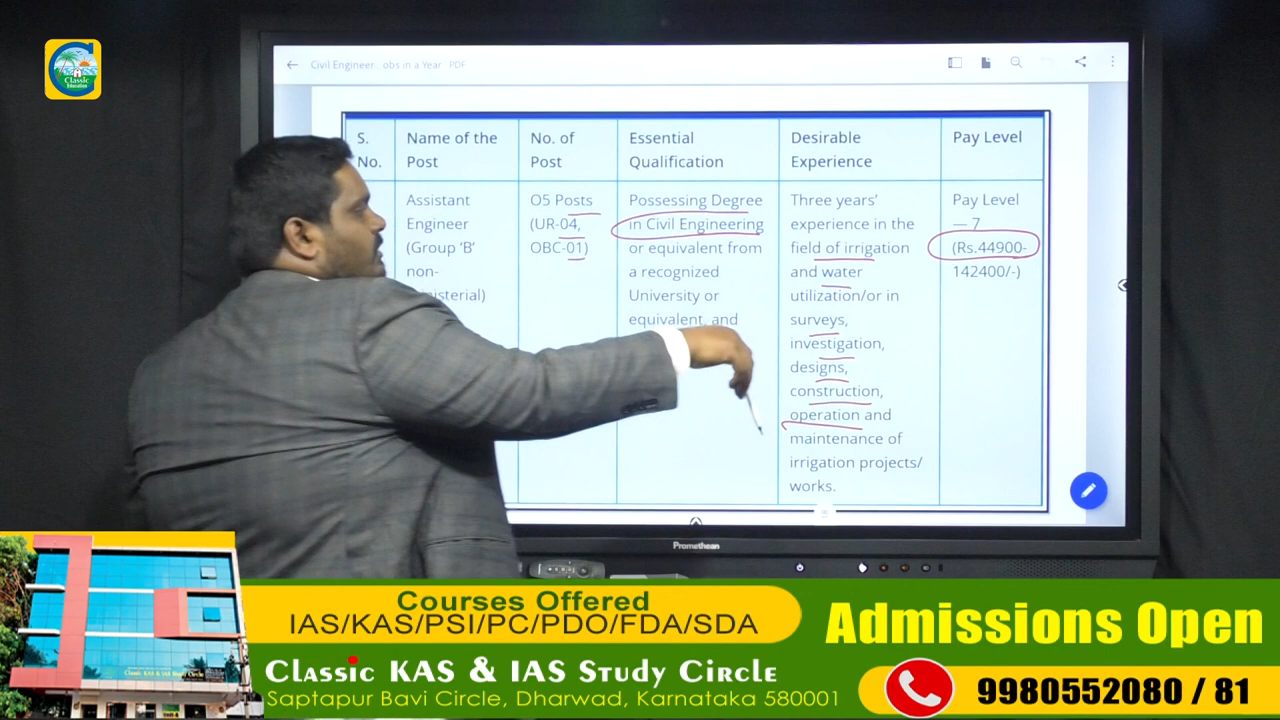 Classic
Education
Civil Engineer
obs in a Year PDF
S.
No.
Name of the
Post
No. of
Post
Essential
Qualification
Desirable
Experience
Pay Level
Assistant
Engineer
(Group ‘B’
non-
O5 Posts
(UR-04,
OBC-01)
Possessing Degree
in Civil Engineering
or equivalent from
a recognized
University or
equivalent, and
Three years’
experience in the
field of irrigation
and water
utilization/or in
surveys,
investigation,
designs,
construction,
operation and
maintenance of
irrigation projects/
works.
Pay Level
— 7
(Rs.44900-
142400/-)
Promethean
Courses Offered
IAS/KAS/PSI/PC/PDO/FDA/SDA
Classic KAS & IAS Study Circle
Saptapur Bavi Circle, Dharwad, Karnataka 580001
Admissions Open
9980552080 / 81